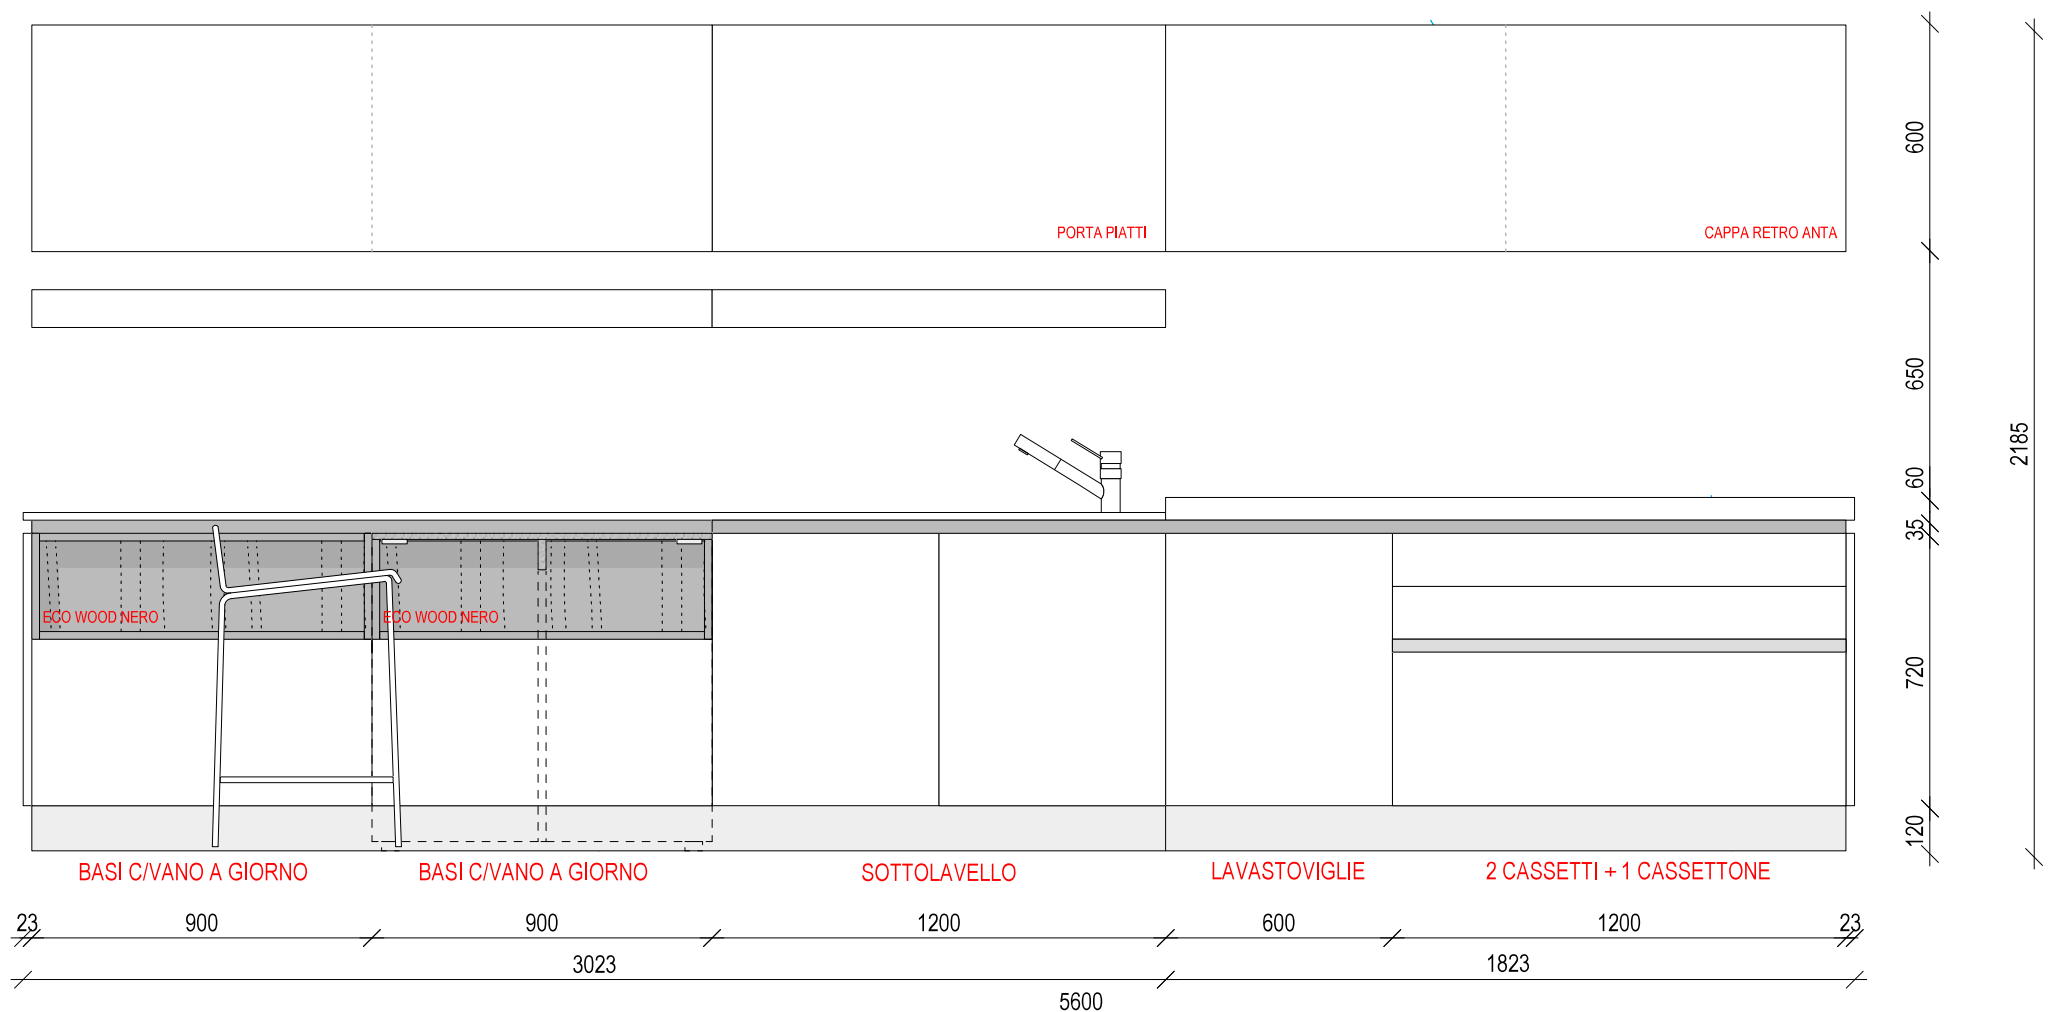 600
2185
PORTA PIATTI
CAPPA RETRO ANTA
650
60
35
ECO WOOD NERO
ECO WOOD NERO
720
120
BASI C/VANO A GIORNO
BASI C/VANO A GIORNO
SOTTOLAVELLO
LAVASTOVIGLIE
2 CASSETTI + 1 CASSETTONE
23
900
900
1200
600
1200
23
3023
1823
5600